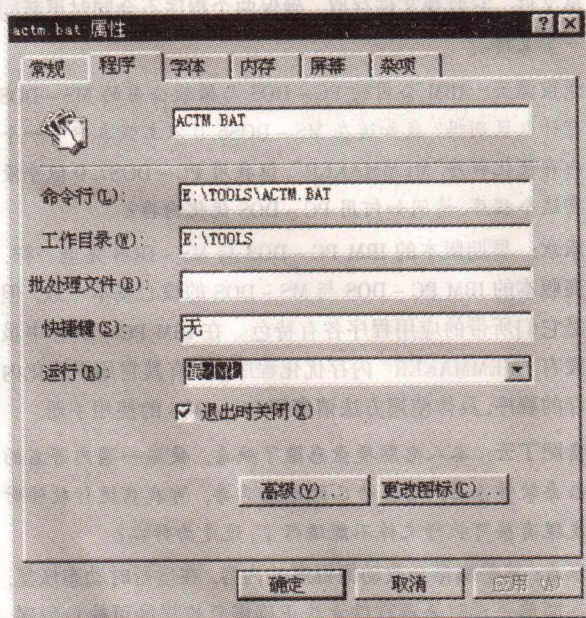 actm.bat 属性
常规 程序 字体 内存 屏幕 杂项
ACTM.BAT
命令行(L): E:\TOOLS\ACTM.BAT
工作目录(W): E:\TOOLS
批处理文件(B):
快捷键(S): 无
运行(R): 最小化
退出时关闭(X)
高级(V)... 更改图标(C)...
确定 取消 应用(A)